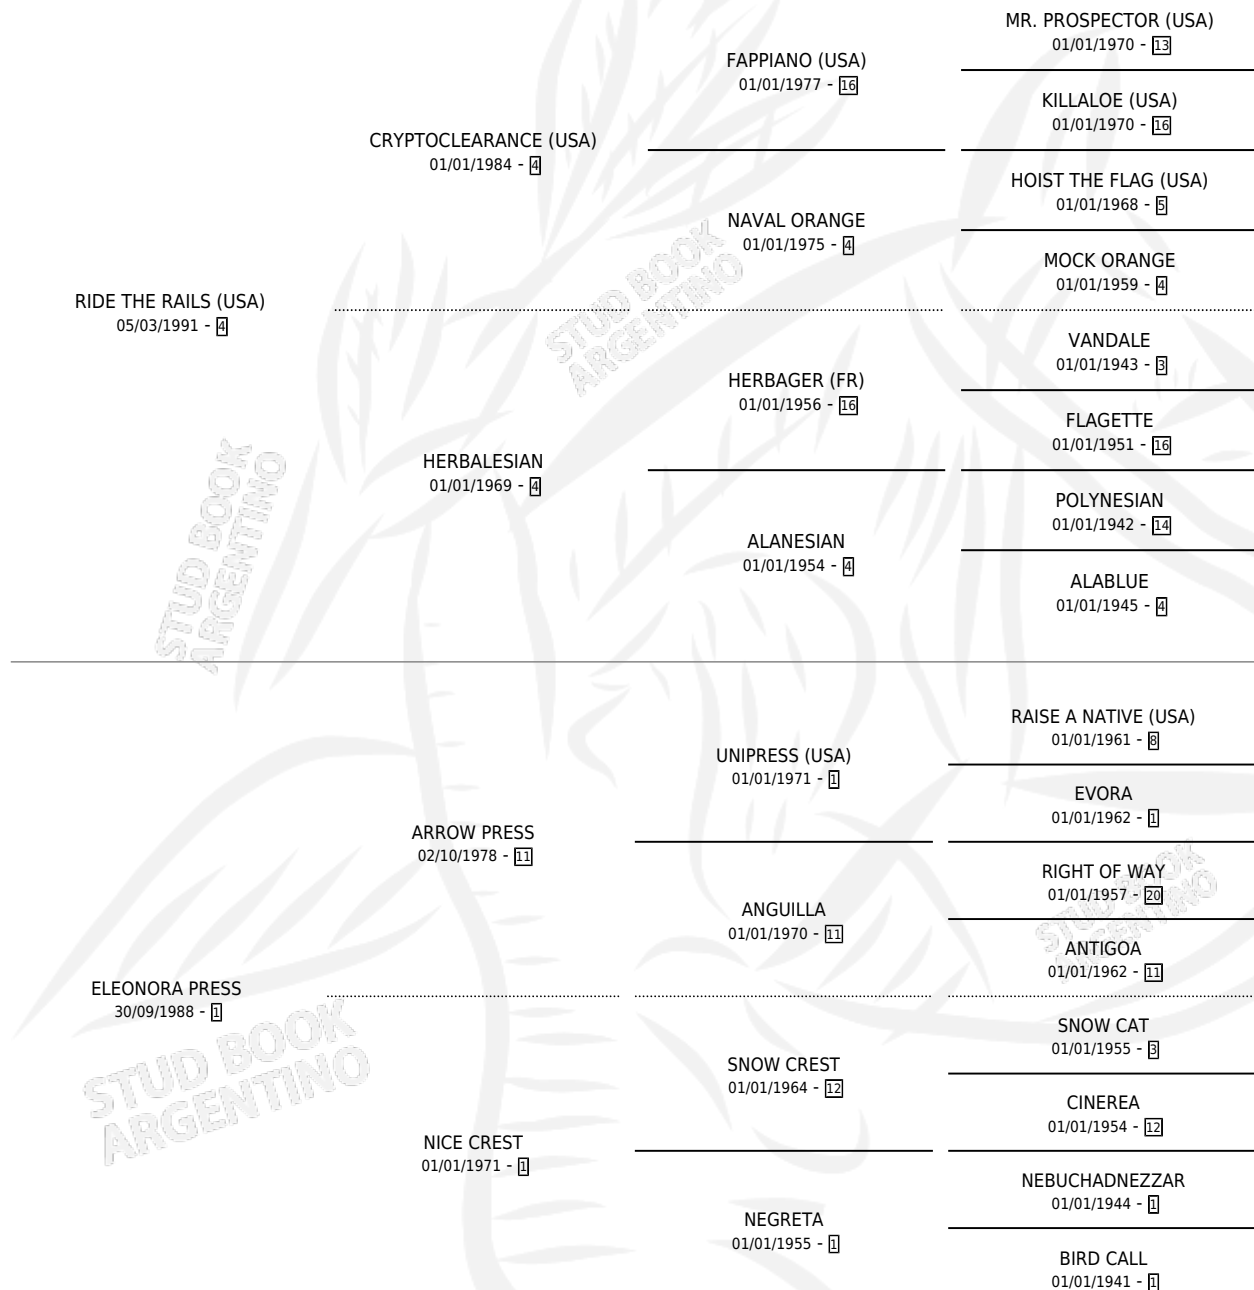 MR. PROSPECTOR (USA)
01/01/1970 - 13
FAPPIANO (USA)
01/01/1977 - 16
KILLALOE (USA)
01/01/1970 - 16
CRYPTOCLEARANCE (USA)
01/01/1984 - 4
HOIST THE FLAG (USA)
01/01/1968 - 5
NAVAL ORANGE
01/01/1975 - 4
MOCK ORANGE
01/01/1959 - 4
RIDE THE RAILS (USA)
05/03/1991 - 4
VANDALE
01/01/1943 - 3
HERBAGER (FR)
01/01/1956 - 16
FLAGETTE
01/01/1951 - 16
HERBALESIAN
01/01/1969 - 4
POLYNESIAN
01/01/1942 - 14
ALANESIAN
01/01/1954 - 4
ALABLUE
01/01/1945 - 4
RAISE A NATIVE (USA)
01/01/1961 - 8
UNIPRESS (USA)
01/01/1971 - 1
EVORA
01/01/1962 - 1
ARROW PRESS
02/10/1978 - 11
RIGHT OF WAY
01/01/1957 - 20
ANGUILLA
01/01/1970 - 11
ANTIGOA
01/01/1962 - 11
ELEONORA PRESS
30/09/1988 - 1
SNOW CAT
01/01/1955 - 3
SNOW CREST
01/01/1964 - 12
CINEREA
01/01/1954 - 12
NICE CREST
01/01/1971 - 1
NEBUCHADNEZZAR
01/01/1944 - 1
NEGRETA
01/01/1955 - 1
BIRD CALL
01/01/1941 - 1
STUD BOOK
ARGENTINO
STUD BOOK
ARGENTINO
STUD BOOK
ARGENTINO
STUD BOOK
ARGENTINO